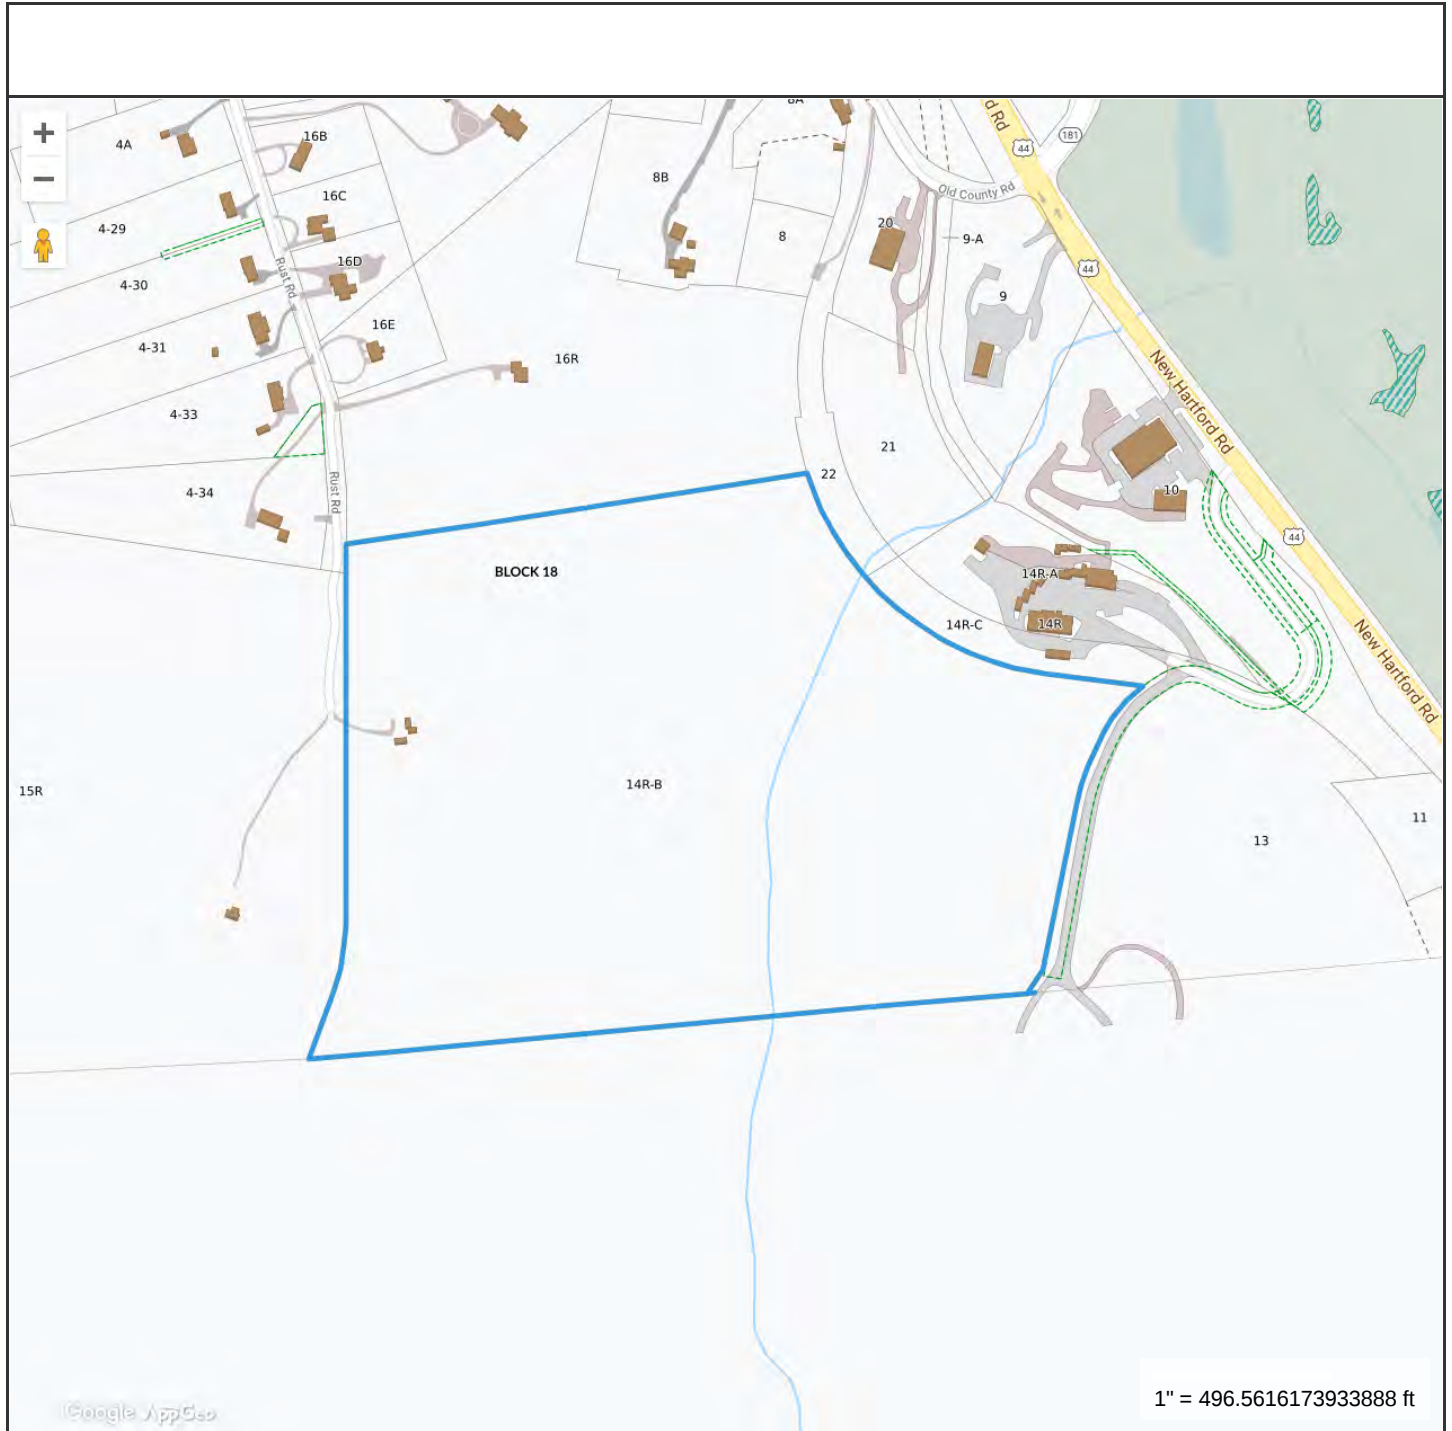 +
−
d Rd
8A
44
181
4A
16B
8B
16C
Old County Rd
4-29
20
8
9-A
16D
Rust Rd
44
4-30
9
16E
4-31
16R
New Hartford Rd
4-33
21
22
4-34
Rust Rd
10
44
BLOCK 18
14R-A
14R-C
14R
New Hartford Rd
15R
14R-B
11
13
1" = 496.5616173933888 ft
Google AppGeo